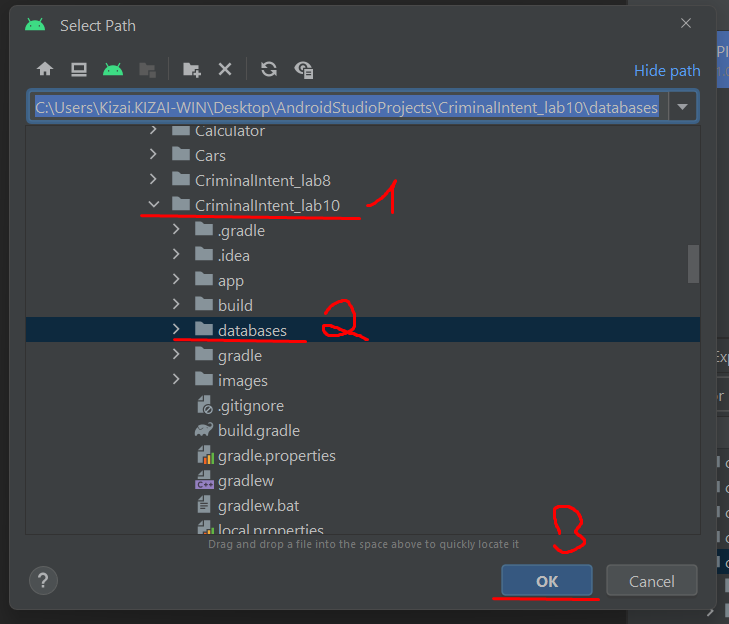 Select Path
Hide path
C:\Users\Kizai.KIZAI-WIN\Desktop\AndroidStudioProjects\CriminalIntent_lab10\databases
Calculator
Cars
CriminalIntent_lab8
CriminalIntent_lab10 1
.gradle
.idea
app
build
databases 2
gradle
images
.gitignore
build.gradle
gradle.properties
C++ gradlew
gradlew.bat
local.properties
Drag and drop a file into the space above to quickly locate it
3
? OK Cancel